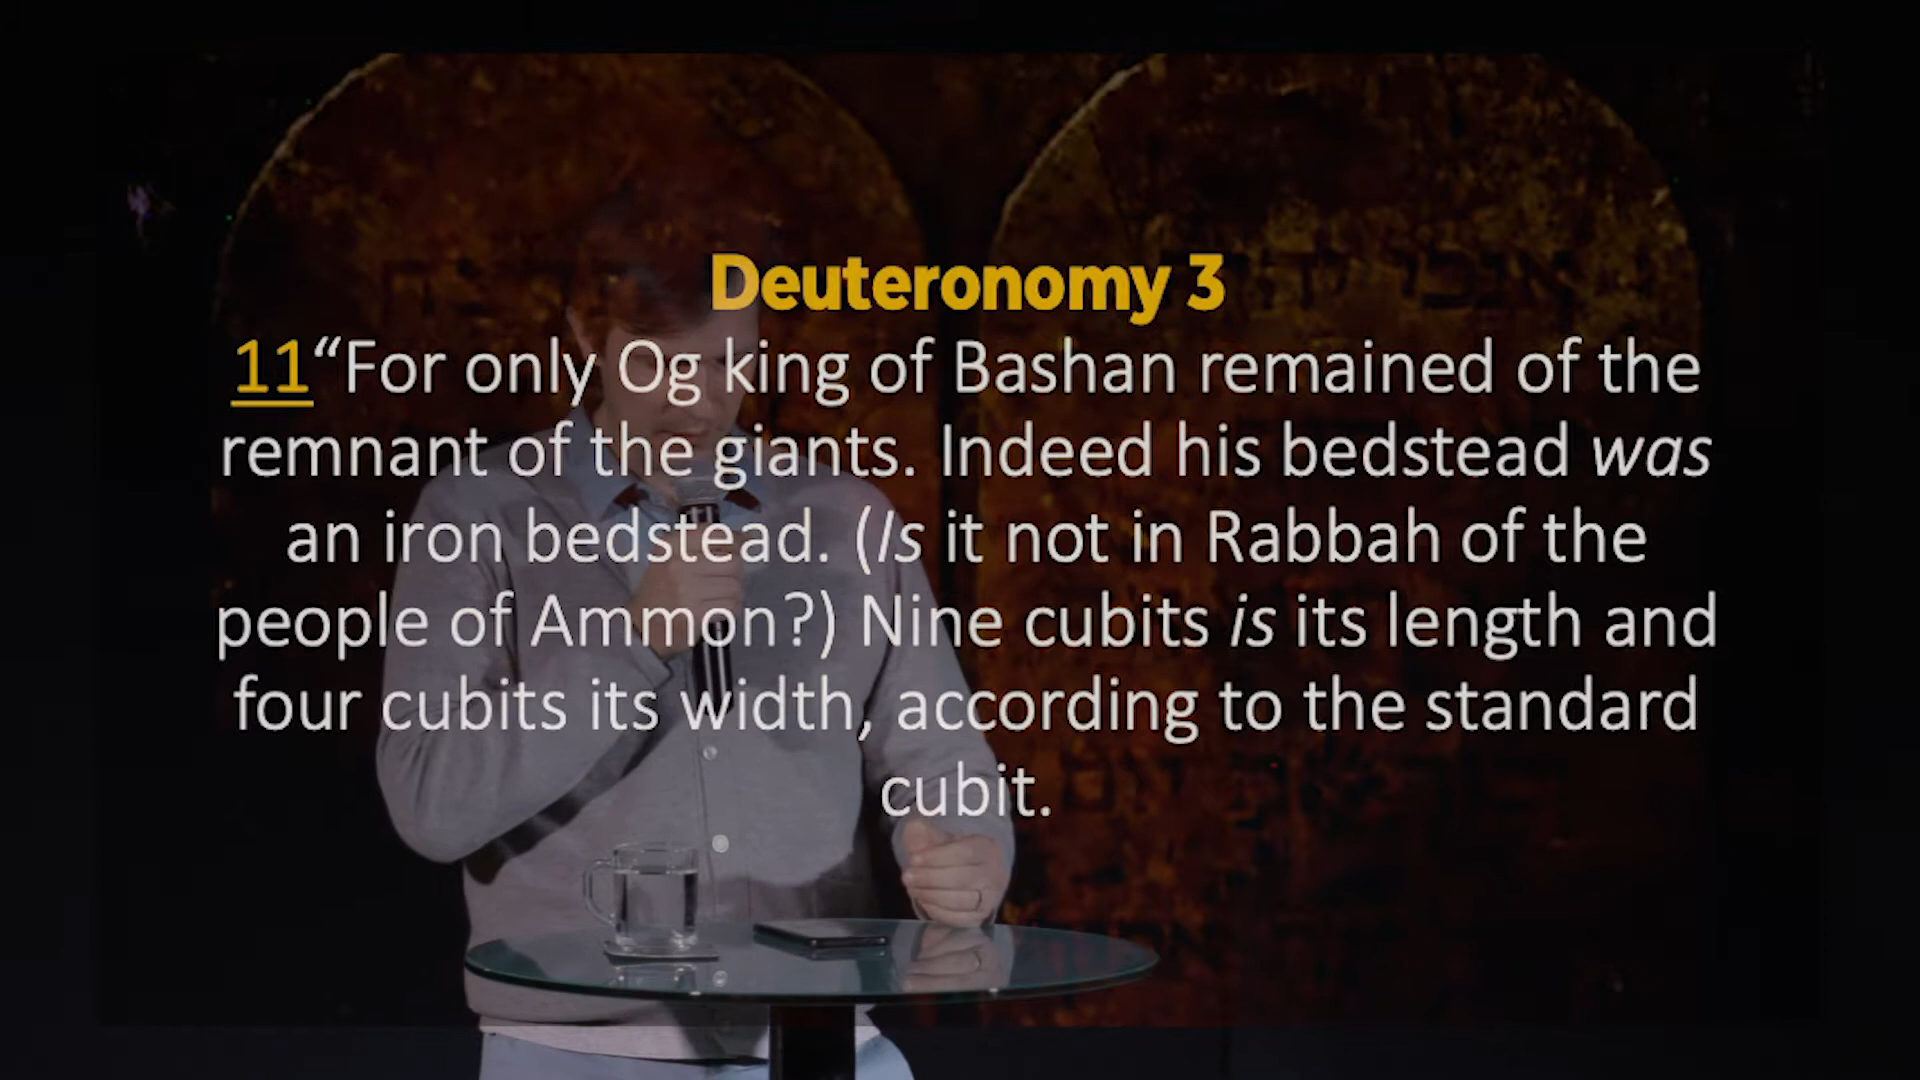 Deuteronomy 3
11“For only Og king of Bashan remained of the
remnant of the giants. Indeed his bedstead was
an iron bedstead. (Is it not in Rabbah of the
people of Ammon?) Nine cubits is its length and
four cubits its width, according to the standard
cubit.